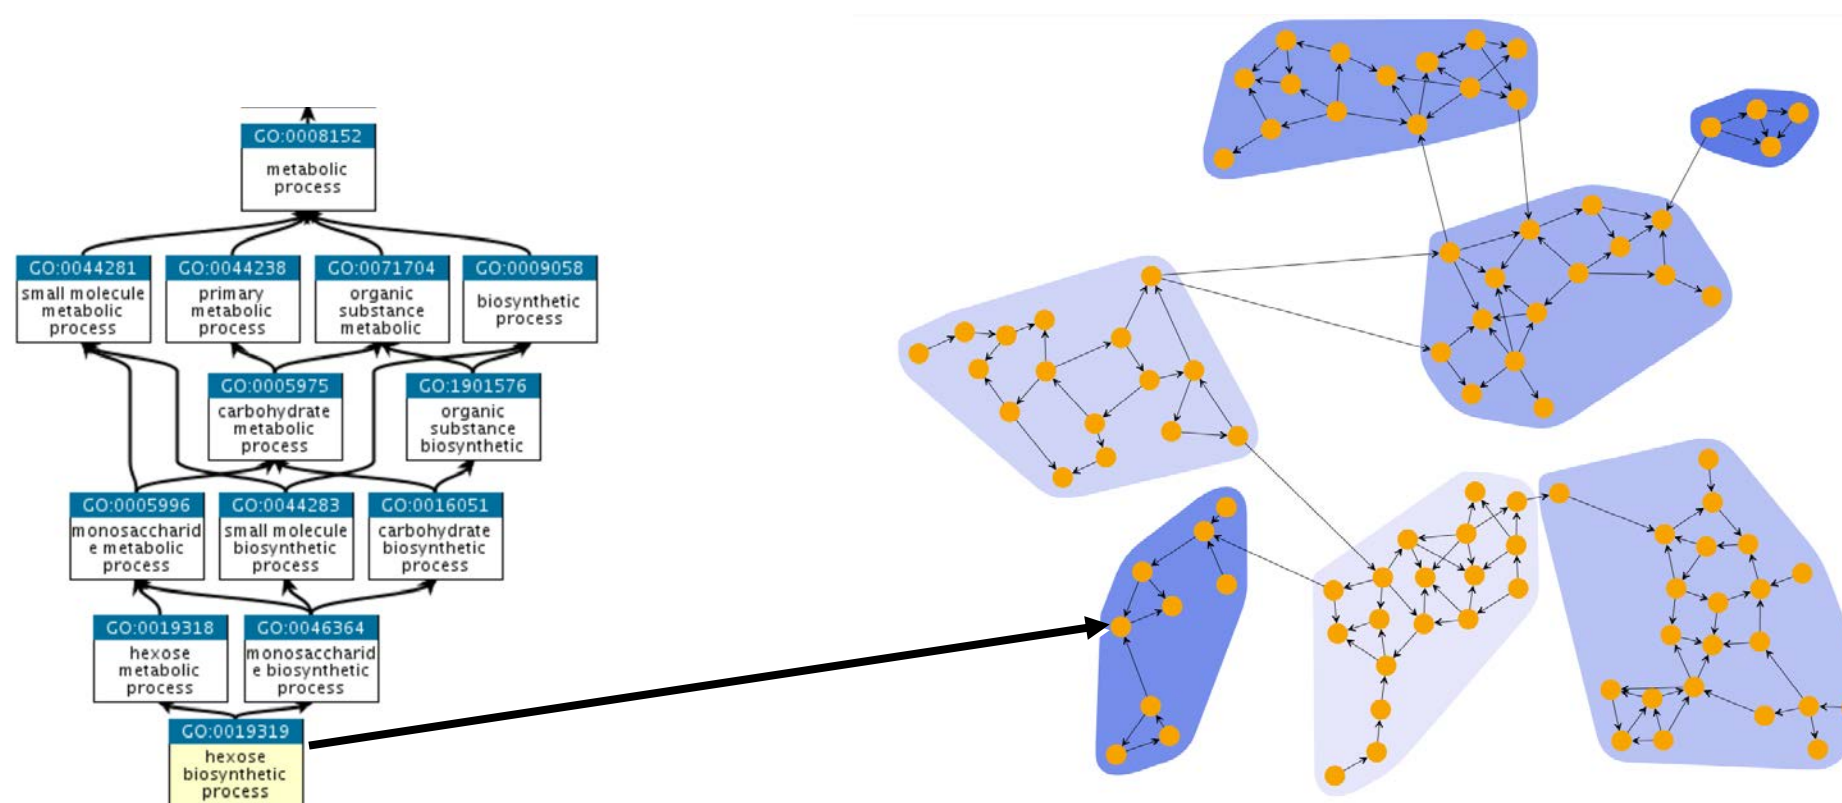 GO:0008152
metabolic
process
GO:0044281
small molecule
metabolic
process
GO:0044238
primary
metabolic
process
GO:0071704
organic
substance
metabolic
GO:0009058
biosynthetic
process
GO:0005975
carbohydrate
metabolic
process
GO:1901576
organic
substance
biosynthetic
GO:0005996
monosaccharid
e metabolic
process
GO:0044283
small molecule
biosynthetic
process
GO:0016051
carbohydrate
biosynthetic
process
GO:0019318
hexose
metabolic
process
GO:0046364
monosaccharid
e biosynthetic
process
GO:0019319
hexose
biosynthetic
process